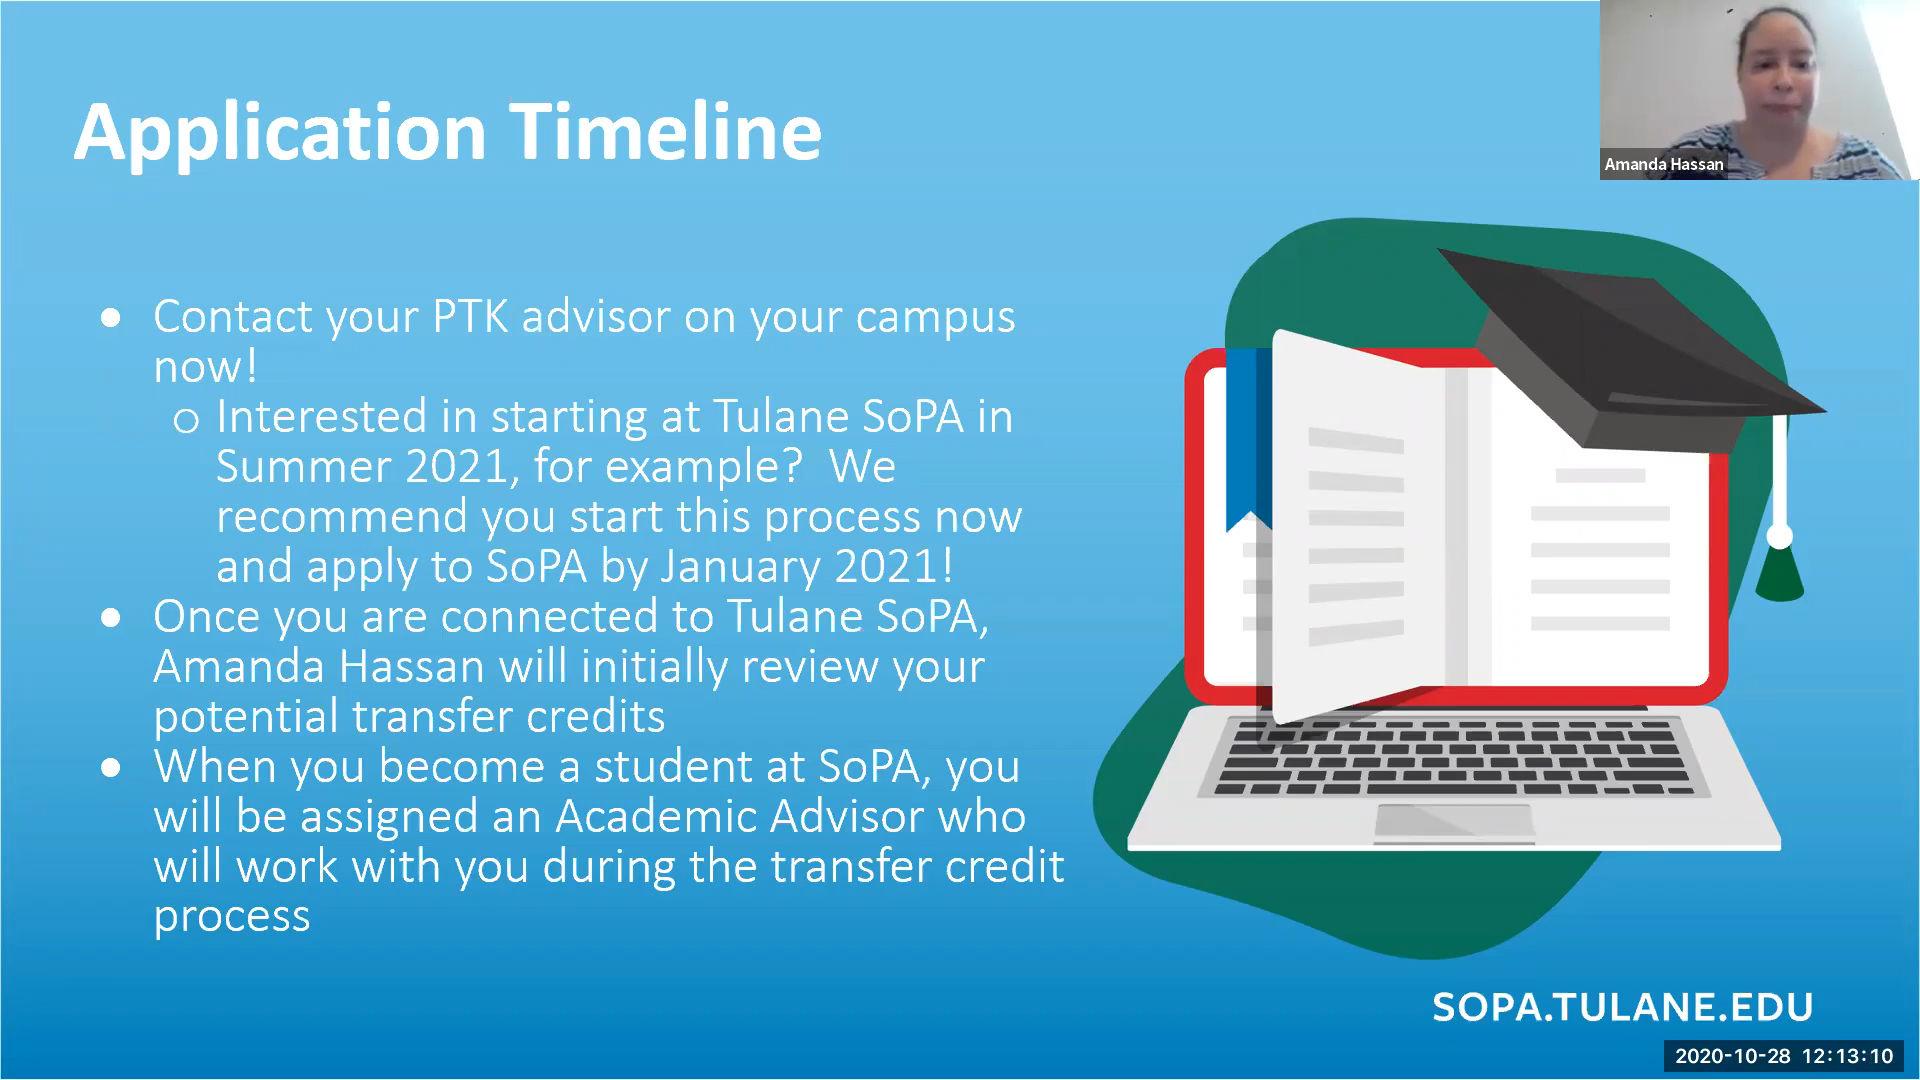 Application Timeline
Amanda Hassan
● Contact your PTK advisor on your campus
now!
o Interested in starting at Tulane SoPA in
Summer 2021, for example? We
recommend you start this process now
and apply to SoPA by January 2021!
● Once you are connected to Tulane SoPA,
Amanda Hassan will initially review your
potential transfer credits
● When you become a student at SoPA, you
will be assigned an Academic Advisor who
will work with you during the transfer credit
process
SOPA.TULANE.EDU
2020-10-28 12:13:10